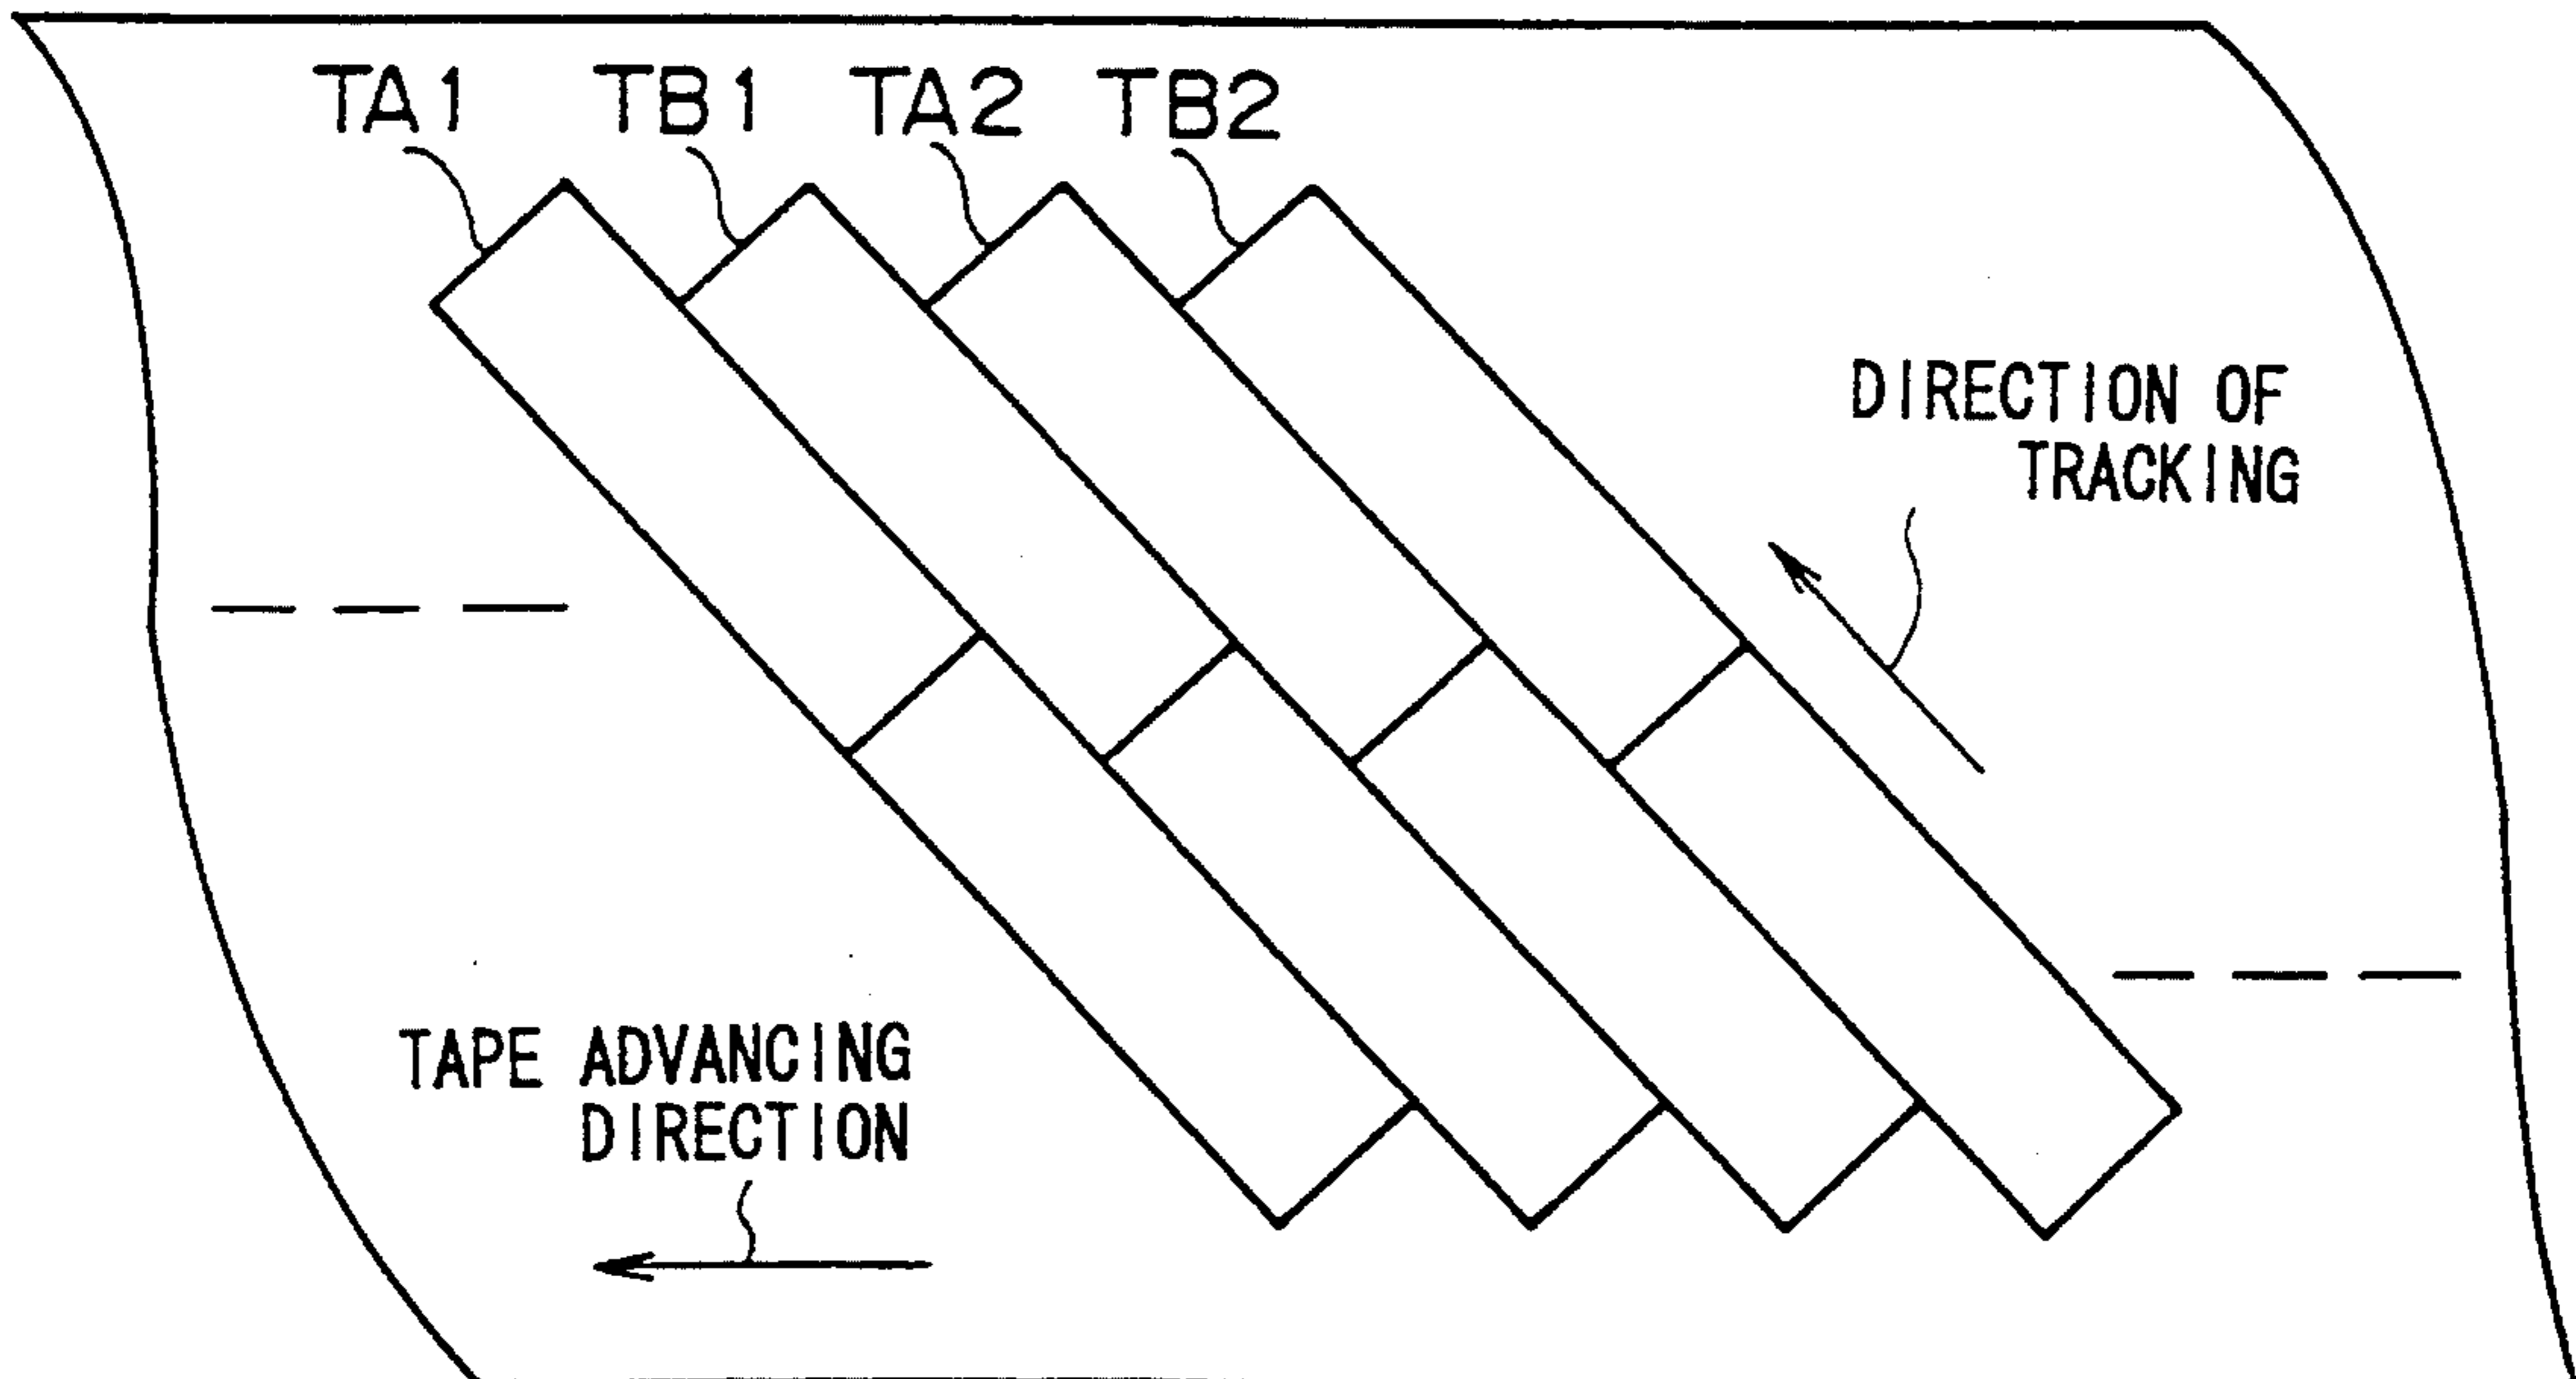 TA1 TB1 TA2 TB2
DIRECTION OF
TRACKING
TAPE ADVANCING
DIRECTION